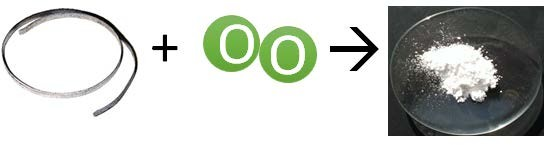 + OO →